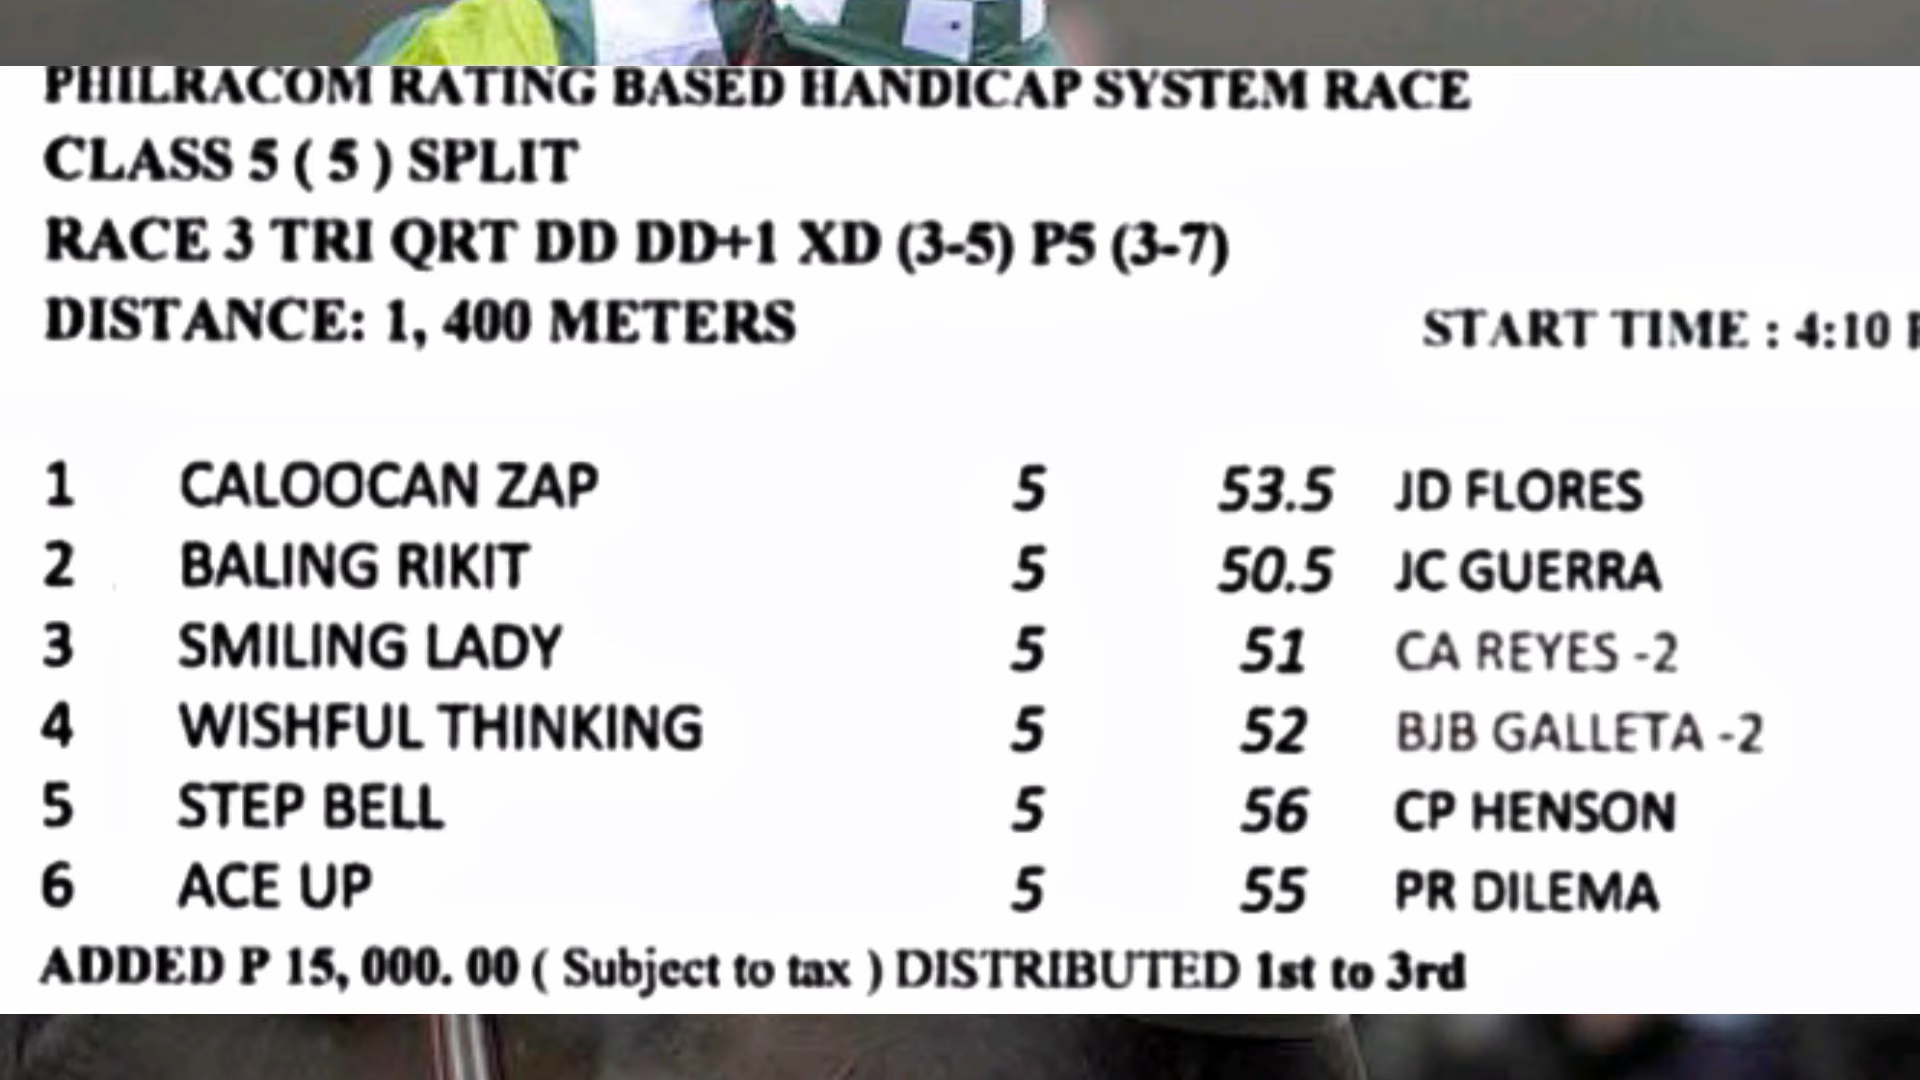 PHILRACOM RATING BASED HANDICAP SYSTEM RACE
CLASS 5 ( 5 ) SPLIT
RACE 3 TRI QRT DD DD+1 XD (3-5) P5 (3-7)
DISTANCE: 1, 400 METERS START TIME : 4:10
1 CALOOCAN ZAP 5 53.5 JD FLORES
2 BALING RIKIT 5 50.5 JC GUERRA
3 SMILING LADY 5 51 CA REYES -2
4 WISHFUL THINKING 5 52 BJB GALLETA -2
5 STEP BELL 5 56 CP HENSON
6 ACE UP 5 55 PR DILEMA
ADDED P 15, 000. 00 ( Subject to tax ) DISTRIBUTED 1st to 3rd